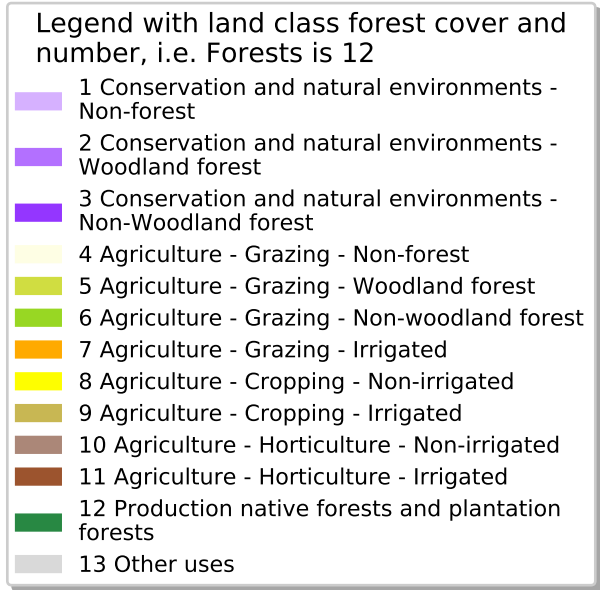 Legend with land class forest cover and
number, i.e. Forests is 12
1 Conservation and natural environments -
Non-forest
2 Conservation and natural environments -
Woodland forest
3 Conservation and natural environments -
Non-Woodland forest
4 Agriculture - Grazing - Non-forest
5 Agriculture - Grazing - Woodland forest
6 Agriculture - Grazing - Non-woodland forest
7 Agriculture - Grazing - Irrigated
8 Agriculture - Cropping - Non-irrigated
9 Agriculture - Cropping - Irrigated
10 Agriculture - Horticulture - Non-irrigated
11 Agriculture - Horticulture - Irrigated
12 Production native forests and plantation
forests
13 Other uses